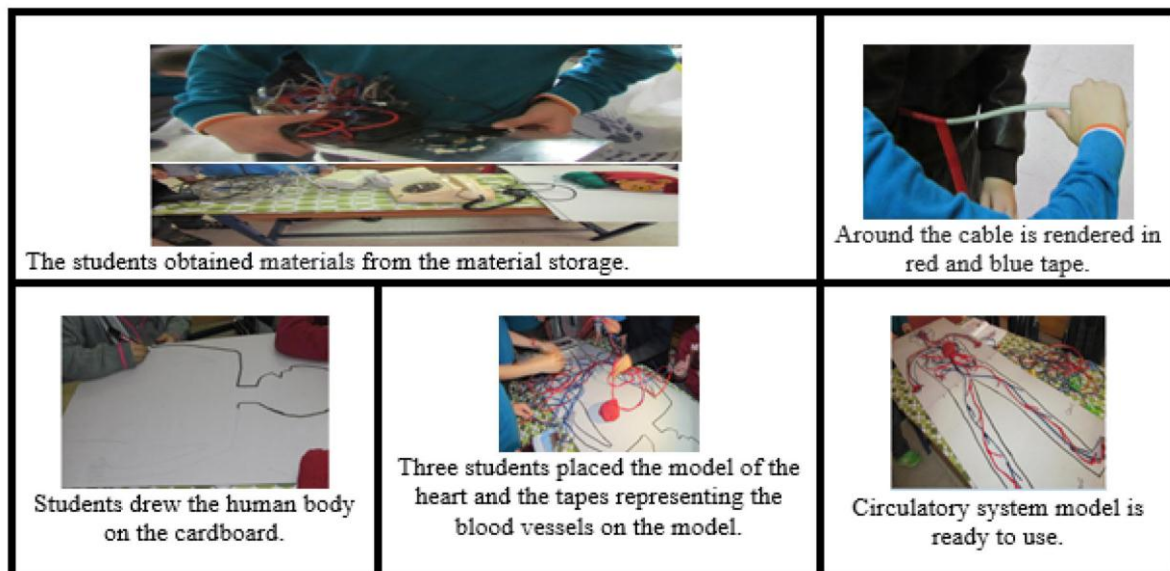 The students obtained materials from the material storage.
Around the cable is rendered in
red and blue tape.
Students drew the human body
on the cardboard.
Three students placed the model of the
heart and the tapes representing the
blood vessels on the model.
Circulatory system model is
ready to use.